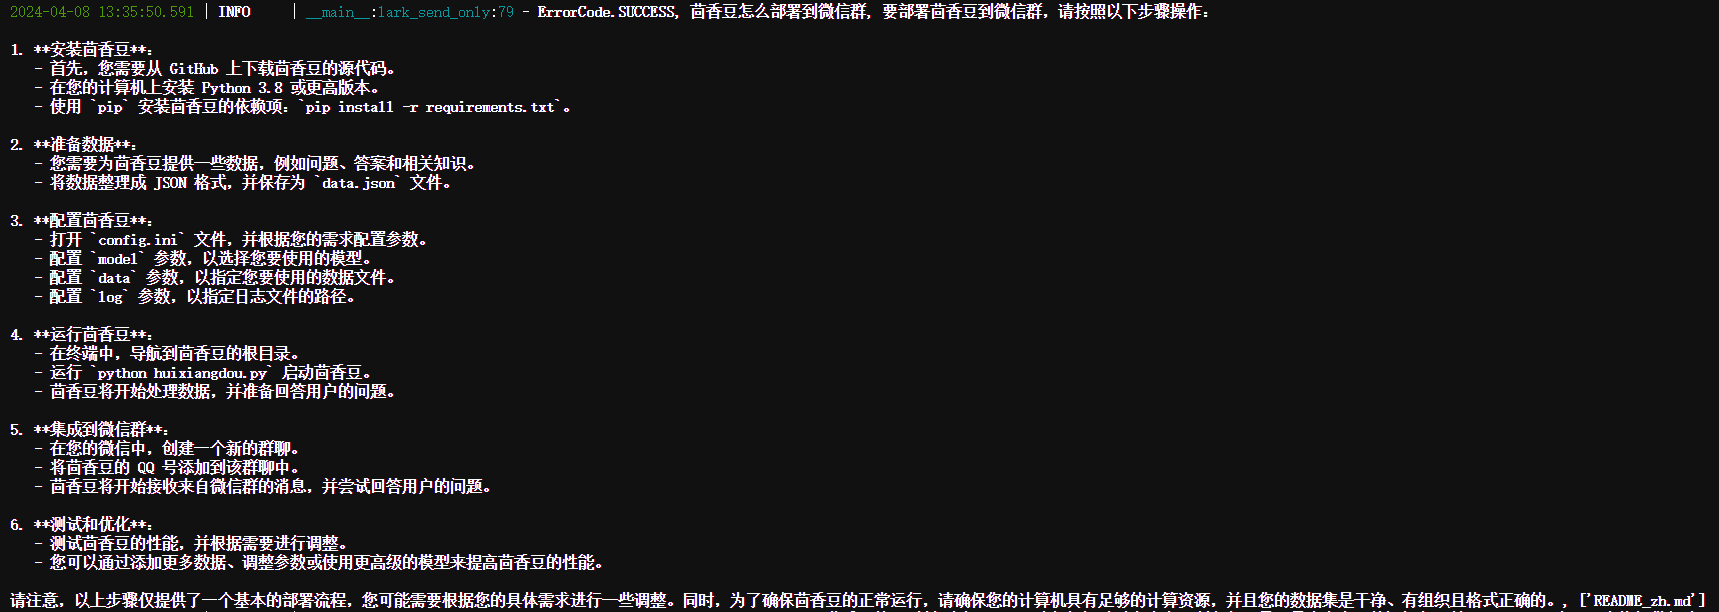 2024-04-08 13:35:50.591 | INFO     | __main__:lark_send_only:79 - ErrorCode.SUCCESS, 茴香豆怎么部署到微信群, 要部署茴香豆到微信群，请按照以下步骤操作：
1. **安装茴香豆**：
- 首先，您需要从 GitHub 上下载茴香豆的源代码。
- 在您的计算机上安装 Python 3.8 或更高版本。
- 使用 `pip` 安装茴香豆的依赖项：`pip install -r requirements.txt`。
2. **准备数据**：
- 您需要为茴香豆提供一些数据，例如问题、答案和相关知识。
- 将数据整理成 JSON 格式，并保存为 `data.json` 文件。
3. **配置茴香豆**：
- 打开 `config.ini` 文件，并根据您的需求配置参数。
- 配置 `model` 参数，以选择您要使用的模型。
- 配置 `data` 参数，以指定您要使用的数据文件。
- 配置 `log` 参数，以指定日志文件的路径。
4. **运行茴香豆**：
- 在终端中，导航到茴香豆的根目录。
- 运行 `python huixiangdou.py` 启动茴香豆。
- 茴香豆将开始处理数据，并准备回答用户的问题。
5. **集成到微信群**：
- 在您的微信中，创建一个新的群聊。
- 将茴香豆的 QQ 号添加到该群聊中。
- 茴香豆将开始接收来自微信群的消息，并尝试回答用户的问题。
6. **测试和优化**：
- 测试茴香豆的性能，并根据需要进行调整。
- 您可以通过添加更多数据、调整参数或使用更高级的模型来提高茴香豆的性能。
请注意，以上步骤仅提供了一个基本的部署流程，您可能需要根据您的具体需求进行一些调整。同时，为了确保茴香豆的正常运行，请确保您的计算机具有足够的计算资源，并且您的数据集是干净、有组织且格式正确的。, ['README_zh.md']